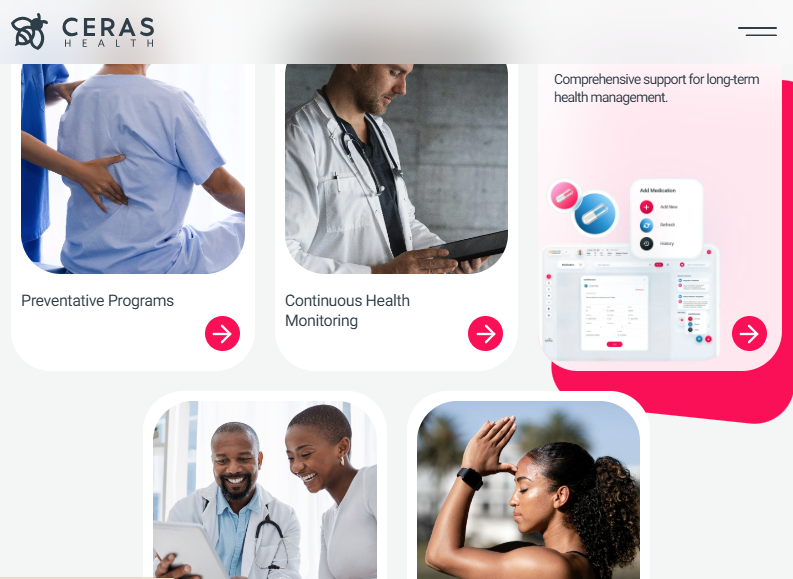 CERAS
HEALTH
Comprehensive support for long-term
health management.
Add Medication
Add New
Refresh
History
Preventative Programs
Continuous Health
Monitoring